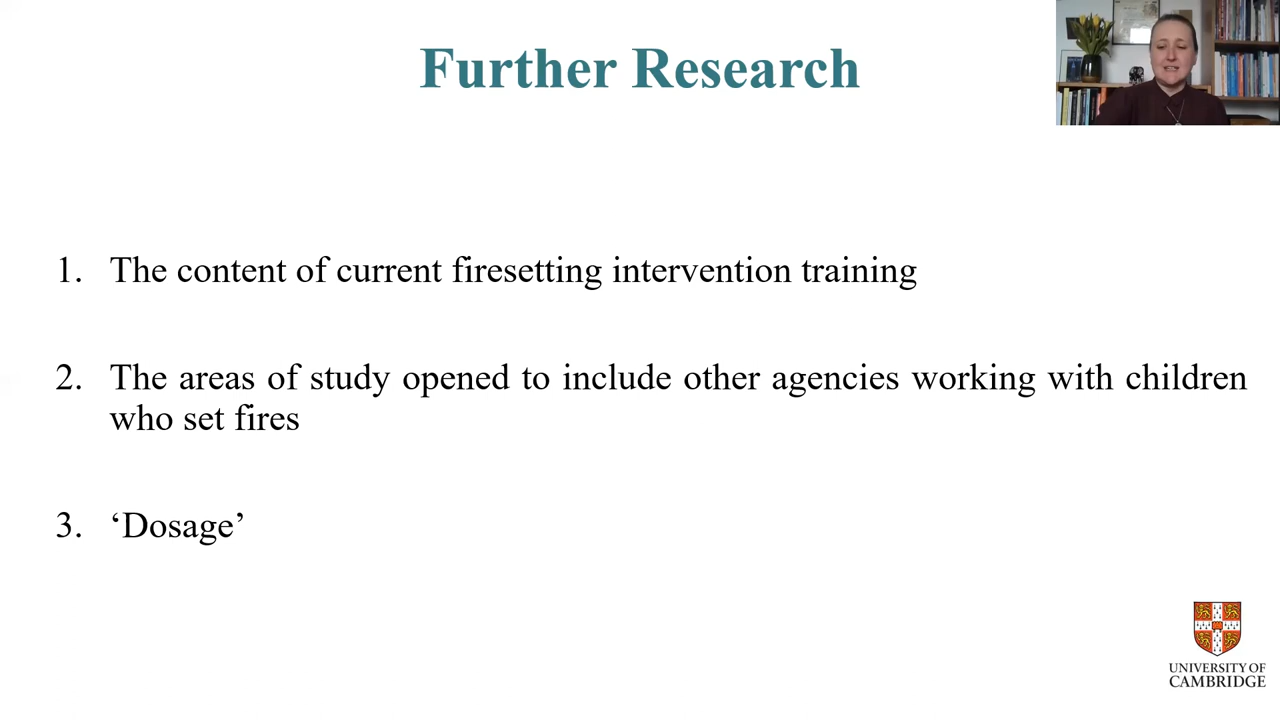 Further Research
1. The content of current firesetting intervention training
2. The areas of study opened to include other agencies working with children
who set fires
3. ‘Dosage’
UNIVERSITY OF
CAMBRIDGE